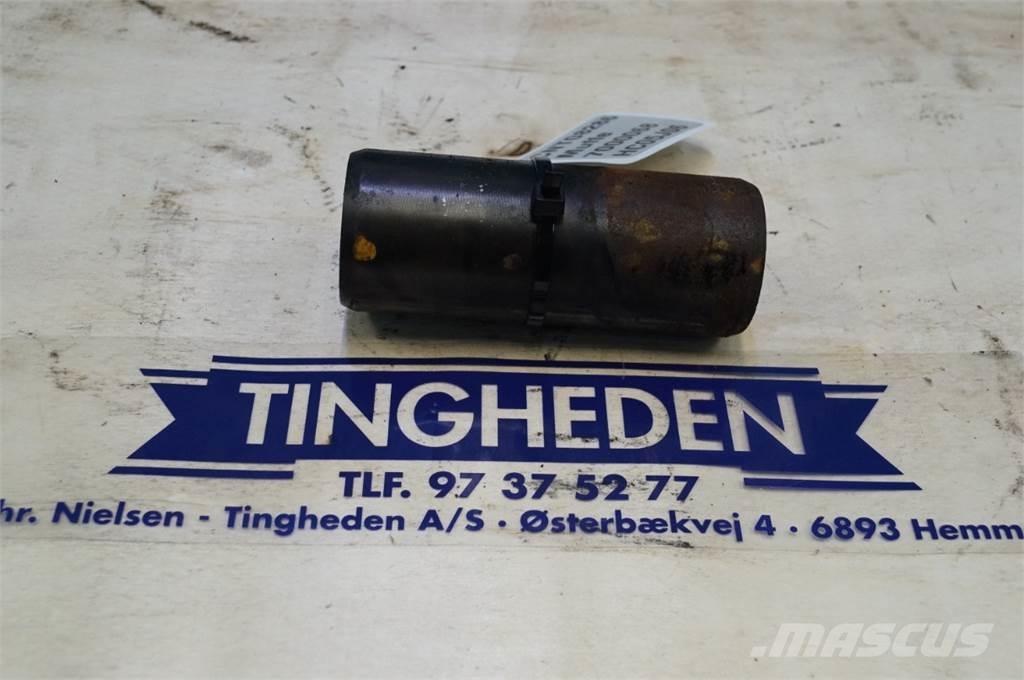 TINGHEDEN
TLF. 97 37 52 77
hr. Nielsen - Tingheden A/S · Østerbækvej 4 · 6893 Hemm
MASCUS